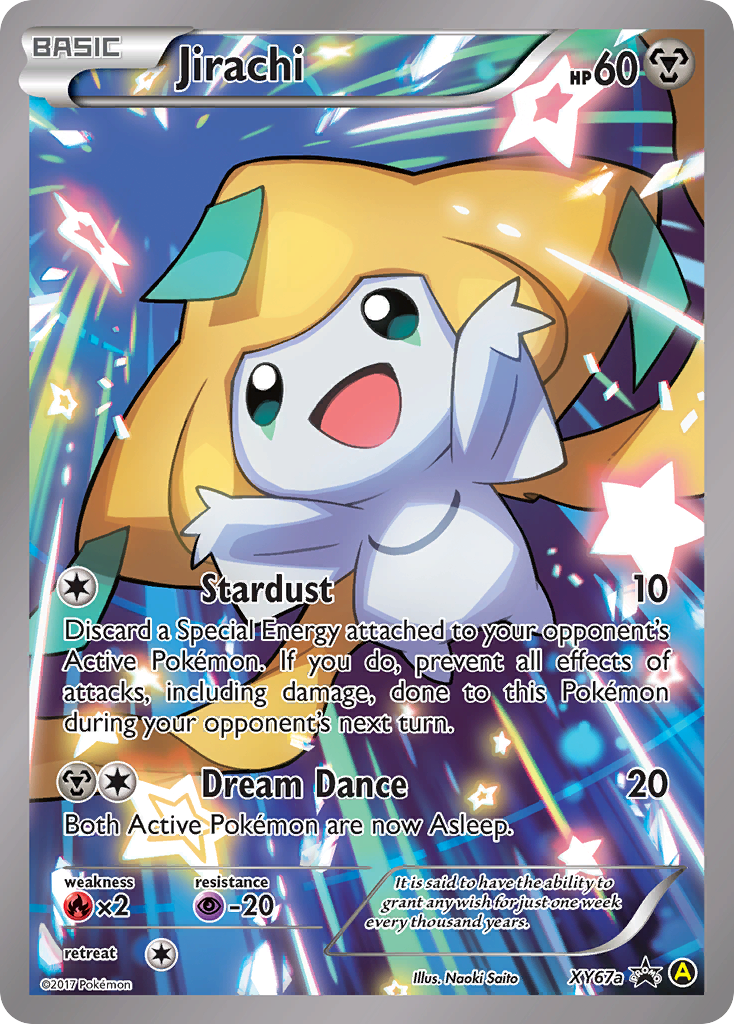 BASIC Jirachi HP60
Stardust 10
Discard a Special Energy attached to your opponent's
Active Pokémon. If you do, prevent all effects of
attacks, including damage, done to this Pokémon
during your opponent's next turn.
Dream Dance 20
Both Active Pokémon are now Asleep.
weakness resistance
×2 -20
It is said to have the ability to
grant any wish for just one week
every thousand years.
retreat
©2017 Pokémon Illus. Naoki Saito XY67a PROMO A